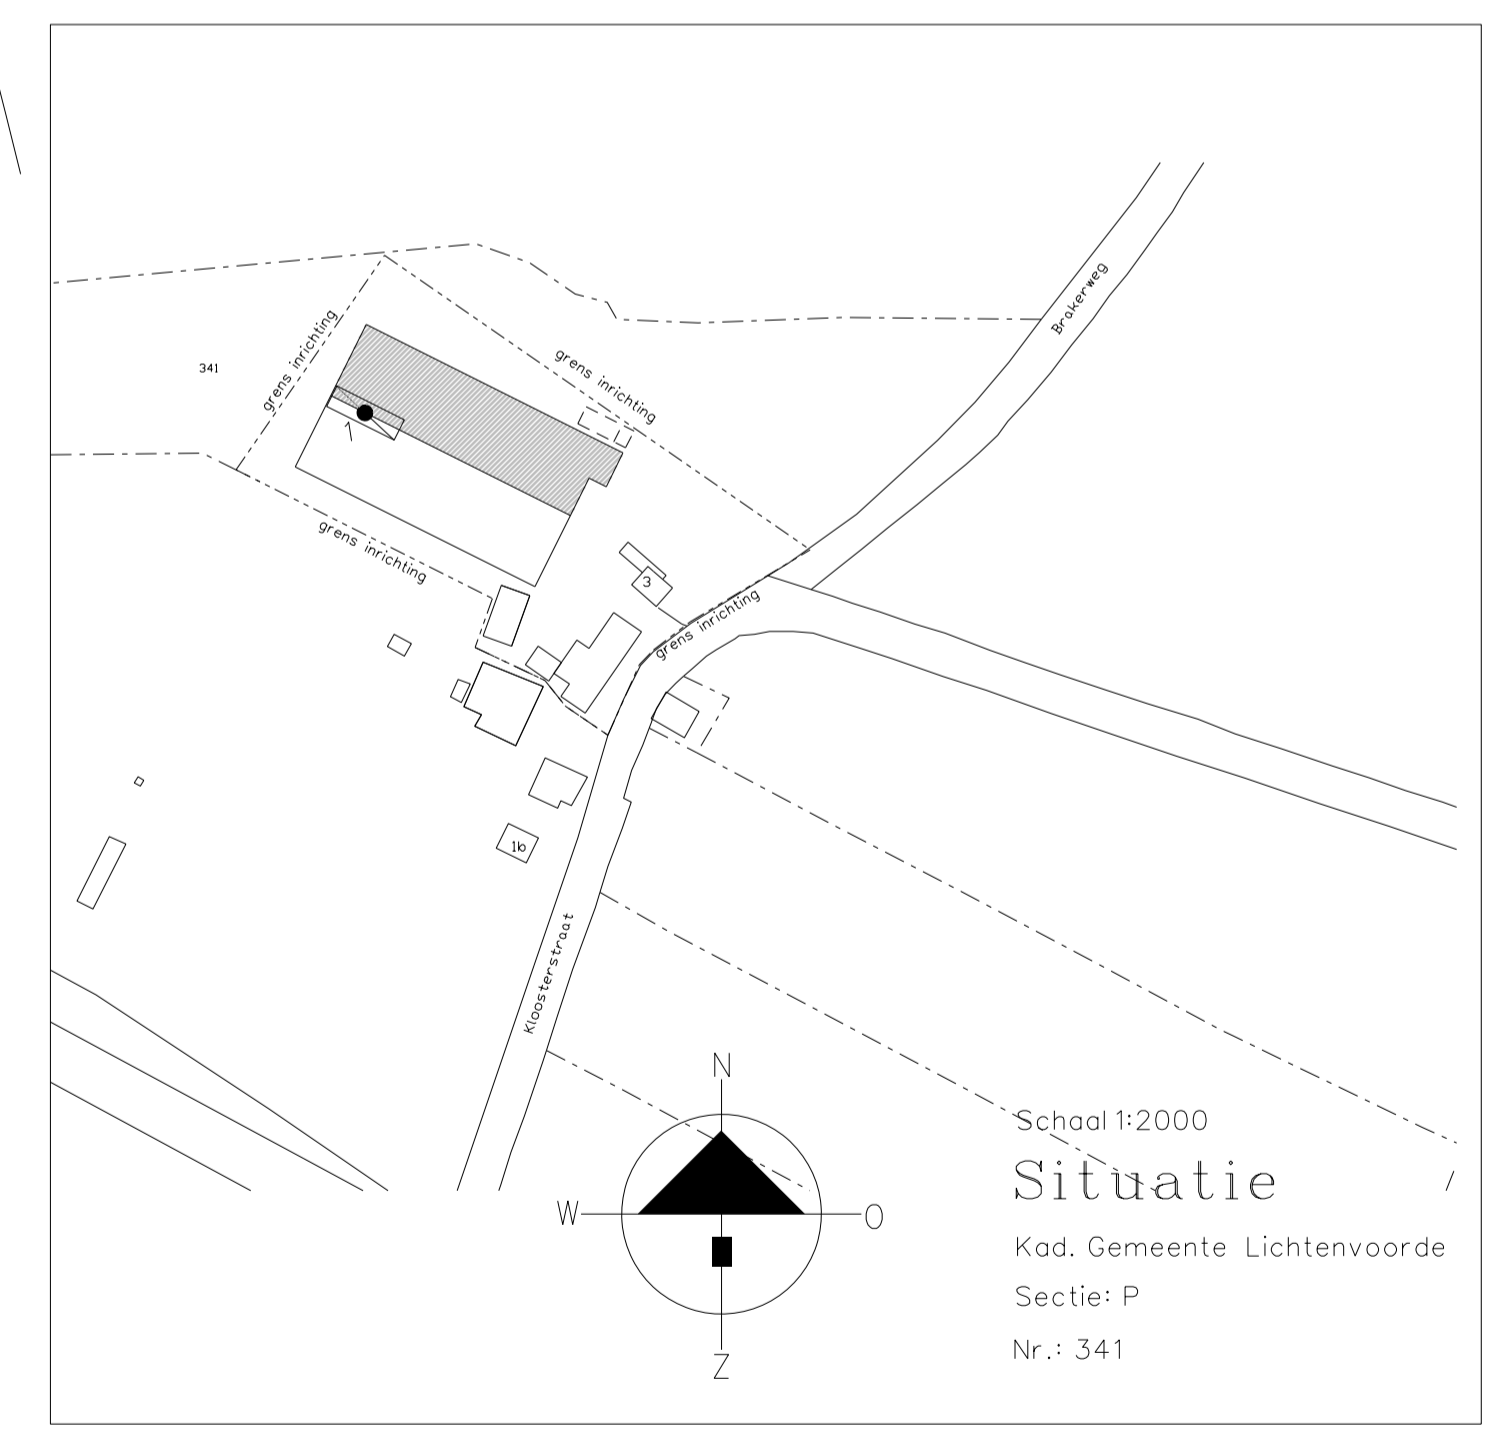 Brakerweg
grens inrichting
grens inrichting
341
grens inrichting
3
grens inrichting
1b
Kloosterstraat
N
W
O
Z
Schaal 1:2000
Situatie
Kad. Gemeente Lichtenvoorde
Sectie: P
Nr.: 341